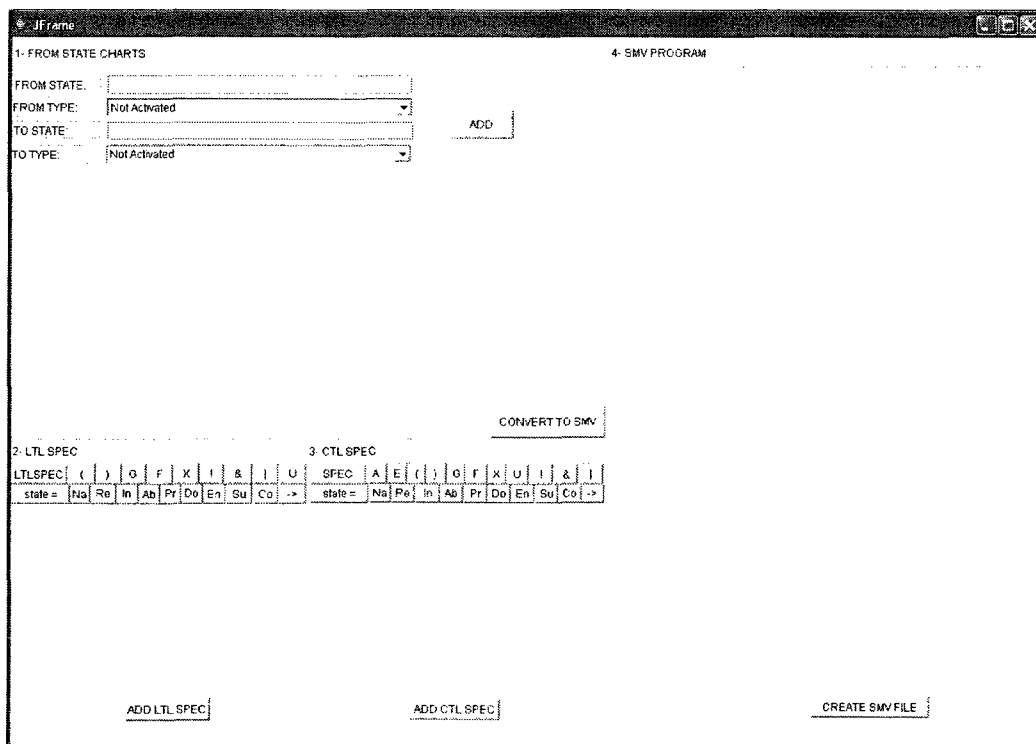 JFrame
1- FROM STATE CHARTS
4- SMV PROGRAM
FROM STATE:
FROM TYPE: Not Activated
ADD
TO STATE:
TO TYPE: Not Activated
CONVERT TO SMV
2- LTL SPEC
3- CTL SPEC
LTLSPEC ( ) G F X ! & | U
SPEC A E ( ) G F X U ! & |
state = Na Re In Ab Pr Do En Su Co ->
state = Na Re In Ab Pr Do En Su Co ->
ADD LTL SPEC
ADD CTL SPEC
CREATE SMV FILE